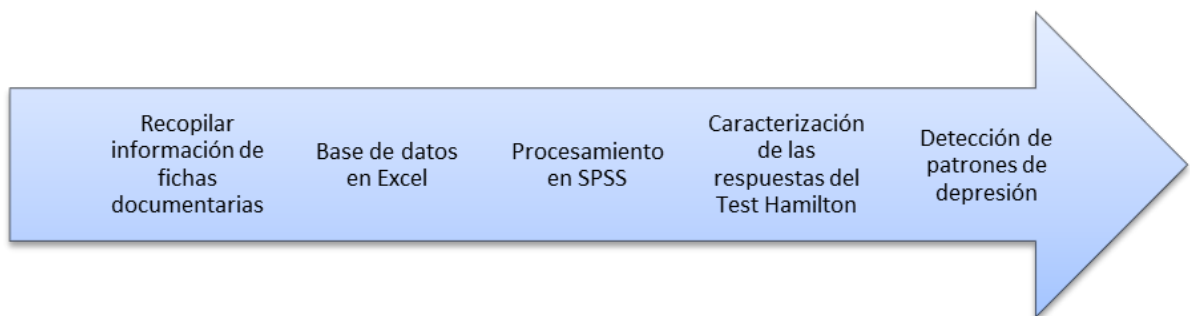 Recopilar
información de
fichas
documentarias
Base de datos
en Excel
Procesamiento
en SPSS
Caracterización
de las
respuestas del
Test Hamilton
Detección de
patrones de
depresión